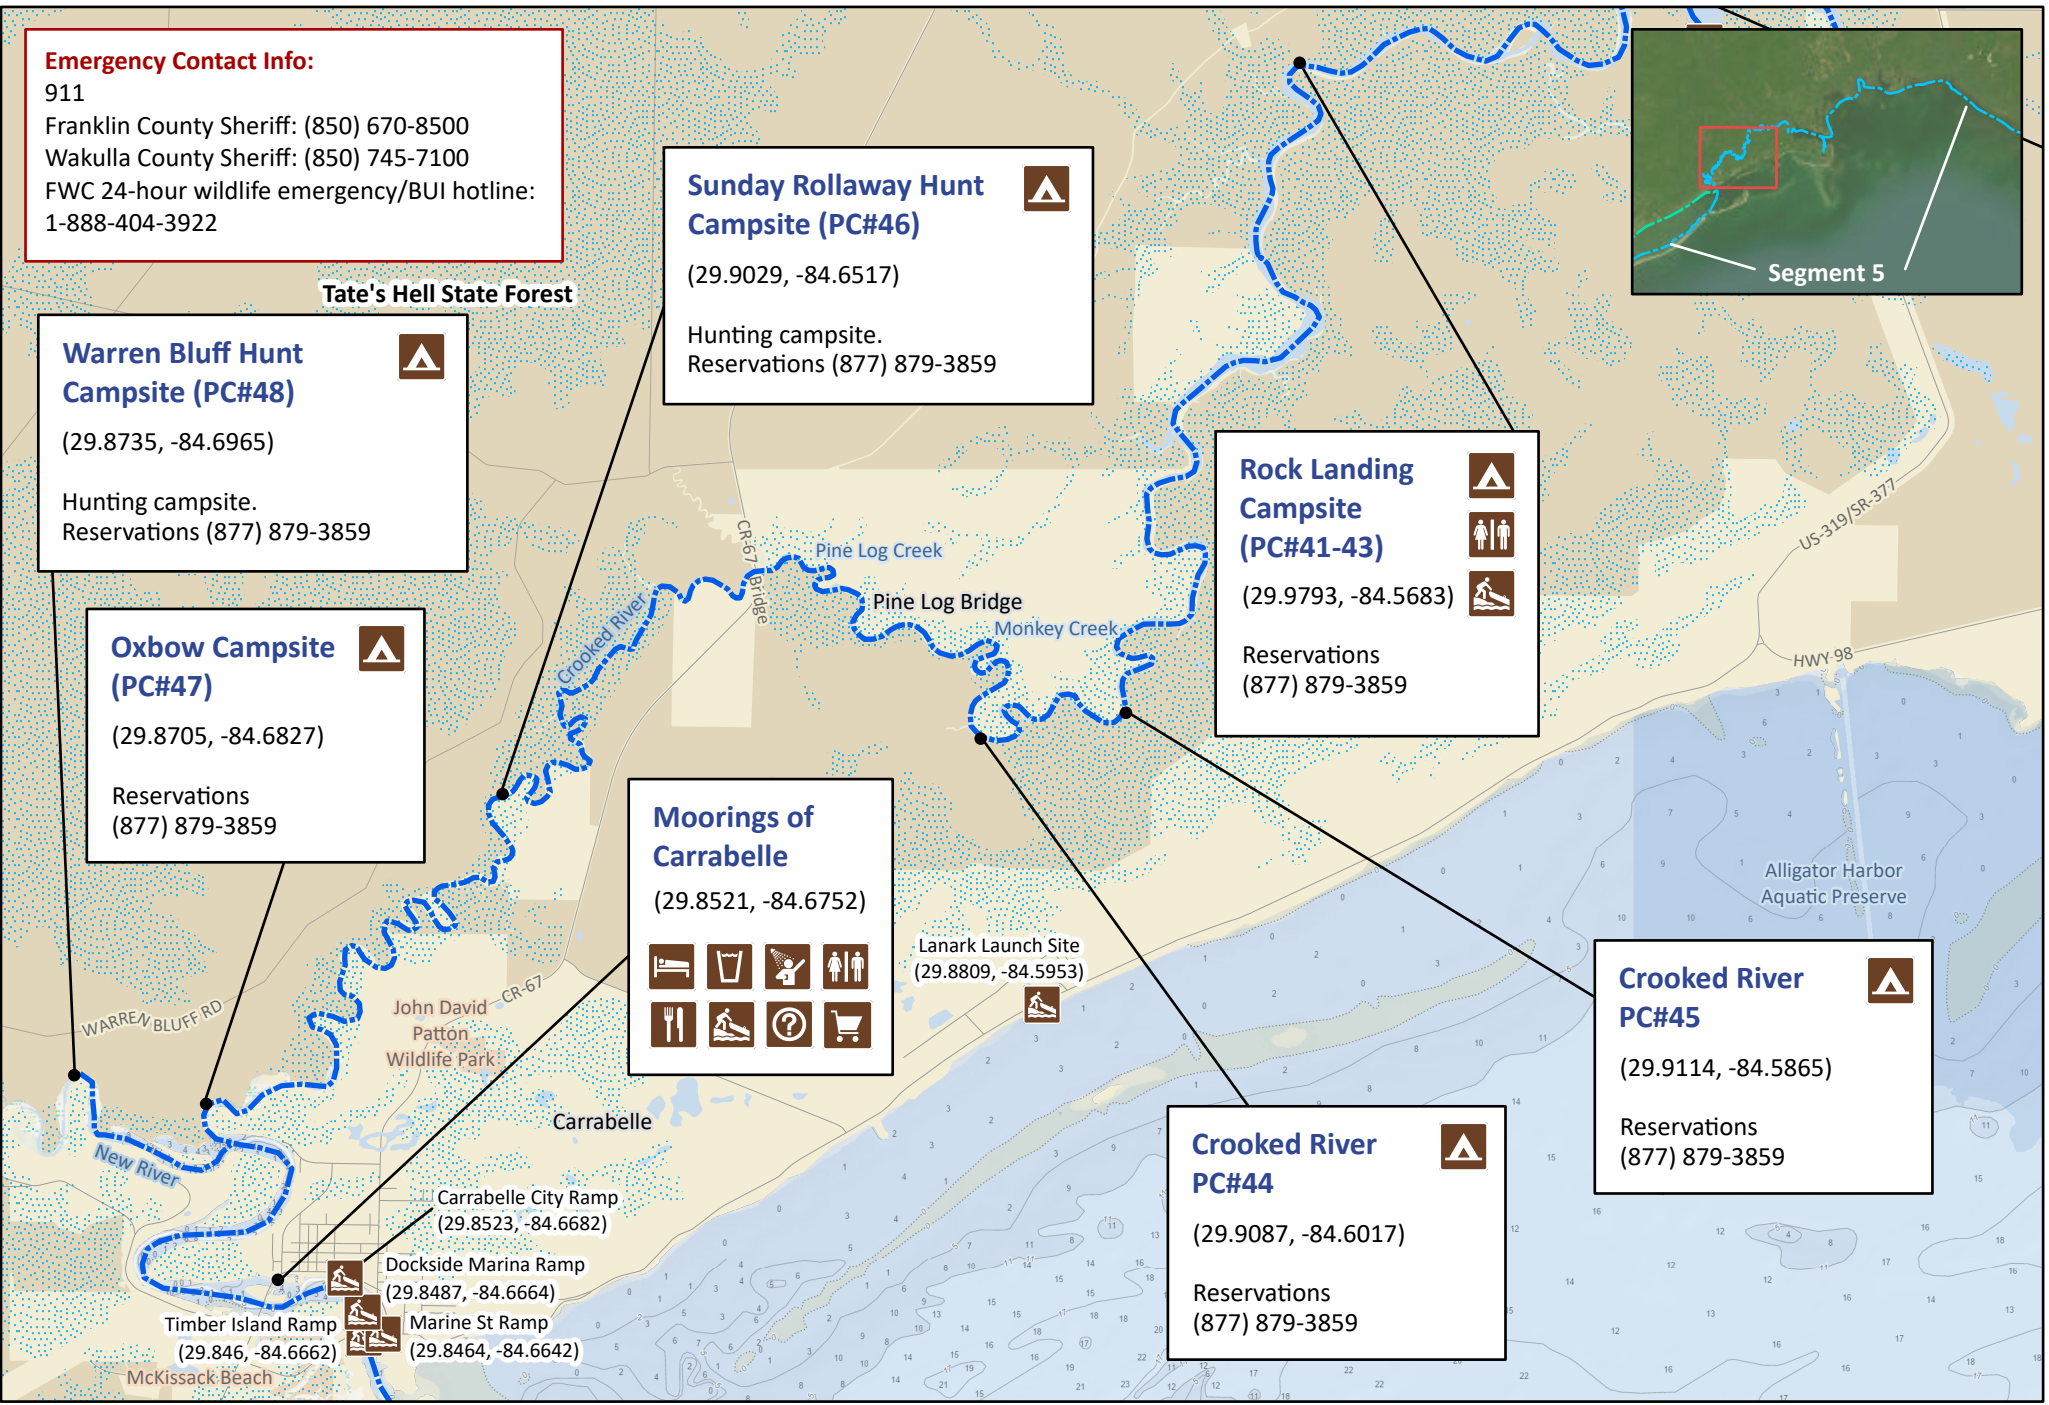 Emergency Contact Info:
911
Franklin County Sheriff: (850) 670-8500
Wakulla County Sheriff: (850) 745-7100
FWC 24-hour wildlife emergency/BUI hotline:
1-888-404-3922
Tate's Hell State Forest
Segment 5
Sunday Rollaway Hunt
Campsite (PC#46)
(29.9029, -84.6517)
Hunting campsite.
Reservations (877) 879-3859
Warren Bluff Hunt
Campsite (PC#48)
(29.8735, -84.6965)
Hunting campsite.
Reservations (877) 879-3859
Rock Landing
Campsite
(PC#41-43)
(29.9793, -84.5683)
Reservations
(877) 879-3859
US-319/SR-377
HWY 98
CR-67 Bridge
Pine Log Creek
Pine Log Bridge
Monkey Creek
Crooked River
Oxbow Campsite
(PC#47)
(29.8705, -84.6827)
Reservations
(877) 879-3859
Moorings of
Carrabelle
(29.8521, -84.6752)
?
Alligator Harbor
Aquatic Preserve
Lanark Launch Site
(29.8809, -84.5953)
Crooked River
PC#45
(29.9114, -84.5865)
Reservations
(877) 879-3859
WARREN BLUFF RD
CR-67
John David
Patton
Wildlife Park
Carrabelle
New River
Crooked River
PC#44
(29.9087, -84.6017)
Reservations
(877) 879-3859
Carrabelle City Ramp
(29.8523, -84.6682)
Dockside Marina Ramp
(29.8487, -84.6664)
Timber Island Ramp
(29.846, -84.6662)
Marine St Ramp
(29.8464, -84.6642)
McKissack Beach